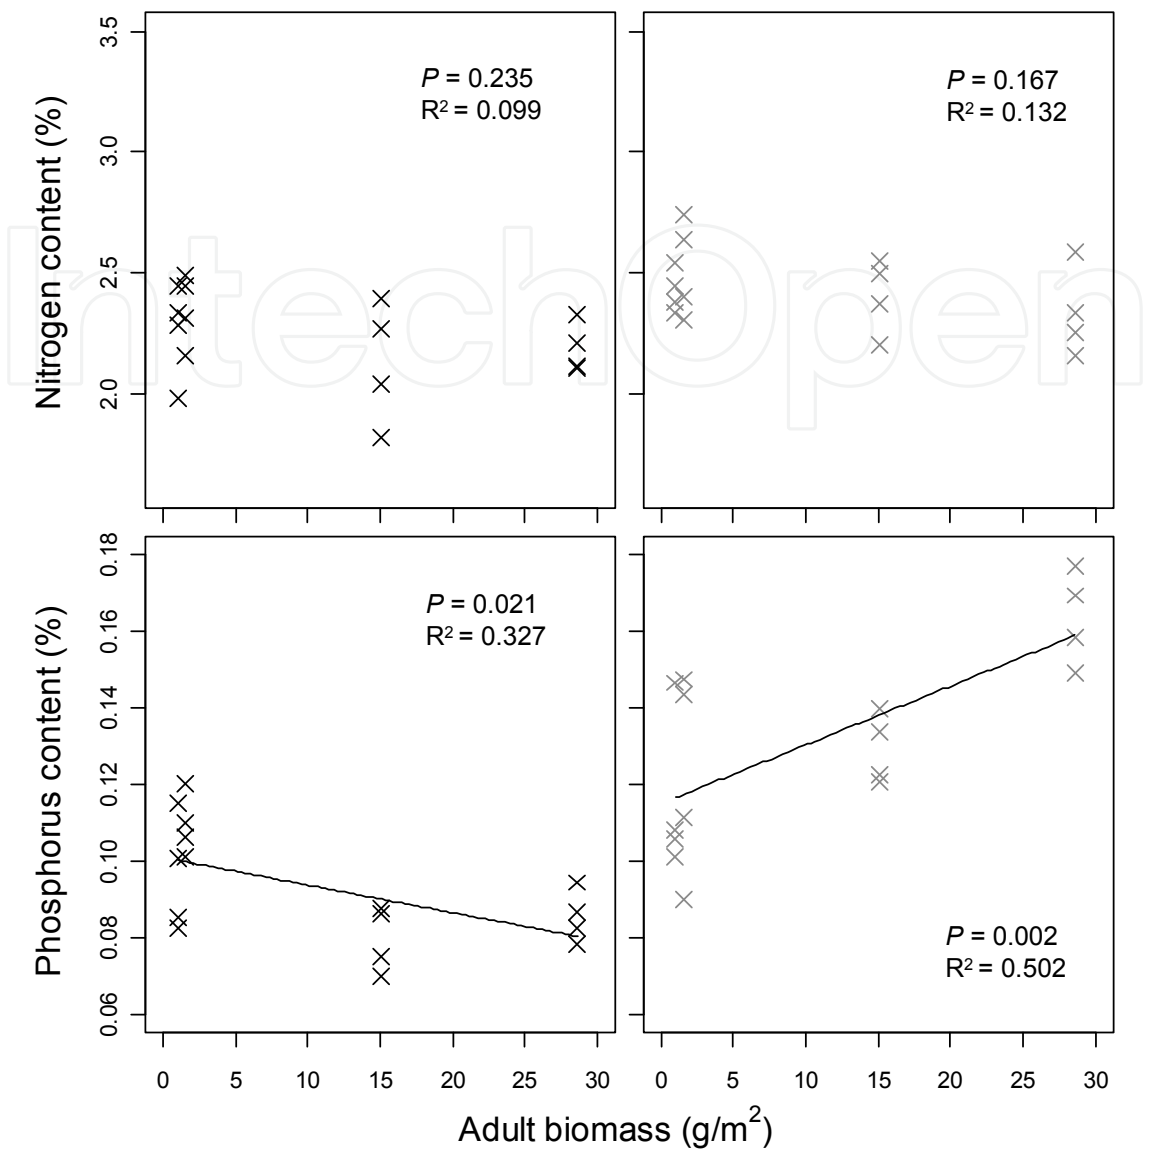 Nitrogen content (%)
3.5
3.0
2.5
2.0
P = 0.235
R² = 0.099
P = 0.167
R² = 0.132
IntechOpen
Phosphorus content (%)
0.18
0.16
0.14
0.12
0.10
0.08
0.06
P = 0.021
R² = 0.327
P = 0.002
R² = 0.502
0 5 10 15 20 25 30
0 5 10 15 20 25 30
Adult biomass (g/m²)